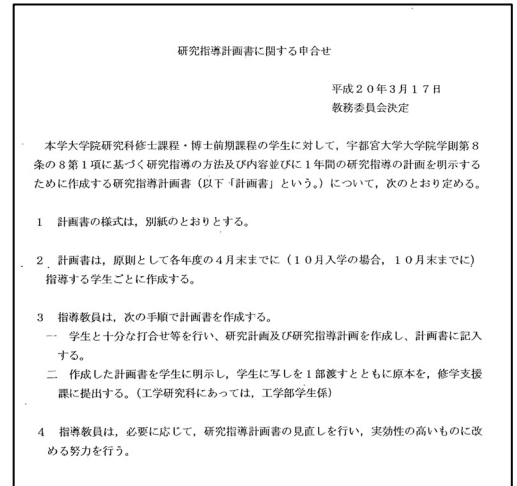 研究指導計画書に関する申合せ
平成２０年３月１７日
教務委員会決定
本学大学院研究科修士課程・博士前期課程の学生に対して，宇都宮大学大学院学則第８
条の８第１項に基づく研究指導の方法及び内容並びに１年間の研究指導の計画を明示する
ために作成する研究指導計画書（以下「計画書」という。）について，次のとおり定める。
１　計画書の様式は，別紙のとおりとする。
２　計画書は，原則として各年度の４月末までに（１０月入学の場合，１０月末までに）
指導する学生ごとに作成する。
３　指導教員は，次の手順で計画書を作成する。
一　学生と十分な打合せ等を行い、研究計画及び研究指導計画を作成し、計画書に記入
する。
二　作成した計画書を学生に明示し，学生に写しを１部渡すとともに原本を，修学支援
課に提出する。（工学研究科にあっては，工学部学生係）
４　指導教員は，必要に応じて，研究指導計画書の見直しを行い，実効性の高いものに改
める努力を行う。